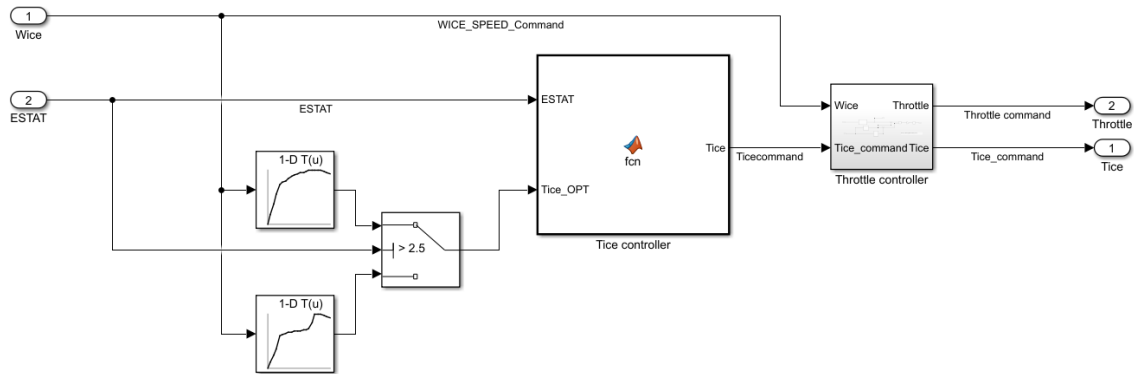 1
Wice
WICE_SPEED_Command
2
ESTAT
ESTAT
ESTAT
fcn
Tice
Tice_OPT
Tice controller
Ticecommand
Wice
Throttle
Tice_command
Tice
Throttle controller
Throttle command
2
Throttle
Tice_command
1
Tice
1-D T(u)
> 2.5
1-D T(u)